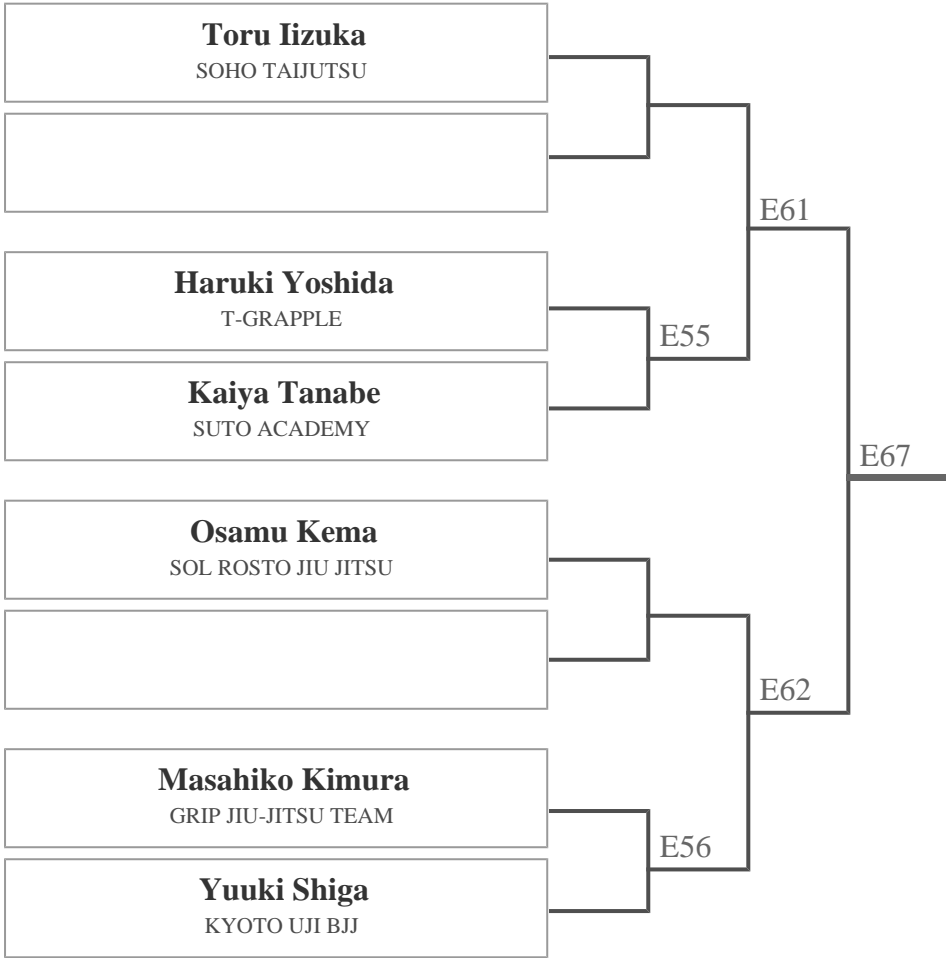 Toru Iizuka
SOHO TAIJUTSU
E61
Haruki Yoshida
T-GRAPPLE
E55
Kaiya Tanabe
SUTO ACADEMY
E67
Osamu Kema
SOL ROSTO JIU JITSU
E62
Masahiko Kimura
GRIP JIU-JITSU TEAM
E56
Yuuki Shiga
KYOTO UJI BJJ